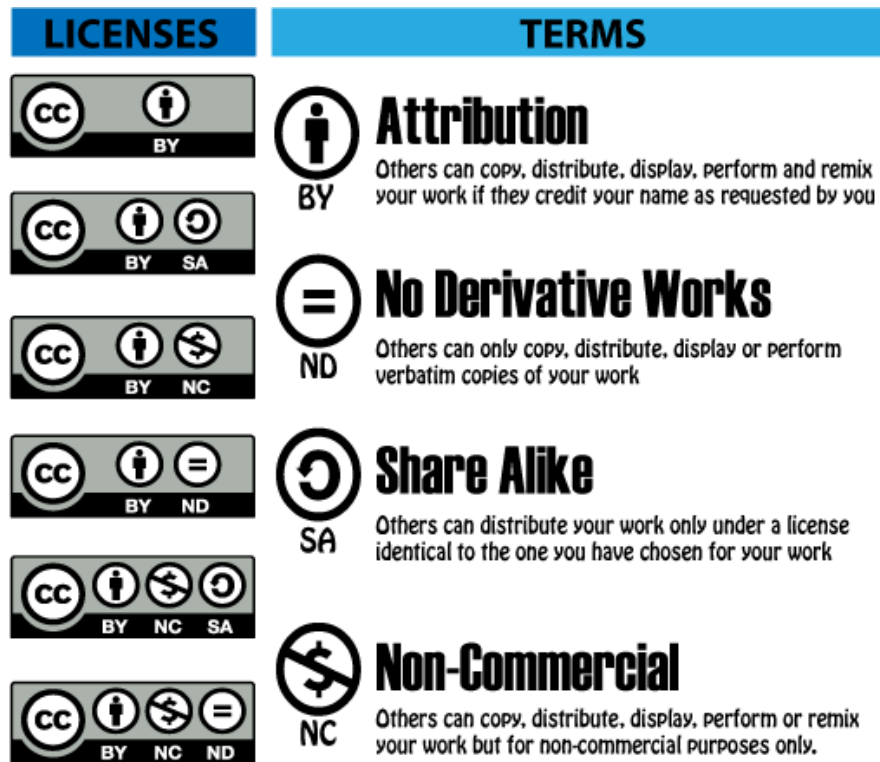 LICENSES
TERMS
cc
BY
cc
BY SA
cc
BY NC
cc
BY ND
cc
BY NC SA
cc
BY NC ND
BY
Attribution
Others can copy, distribute, display, perform and remix
your work if they credit your name as requested by you
=
ND
No Derivative Works
Others can only copy, distribute, display or perform
verbatim copies of your work
SA
Share Alike
Others can distribute your work only under a license
identical to the one you have chosen for your work
$
NC
Non-Commercial
Others can copy, distribute, display, perform or remix
your work but for non-commercial purposes only.